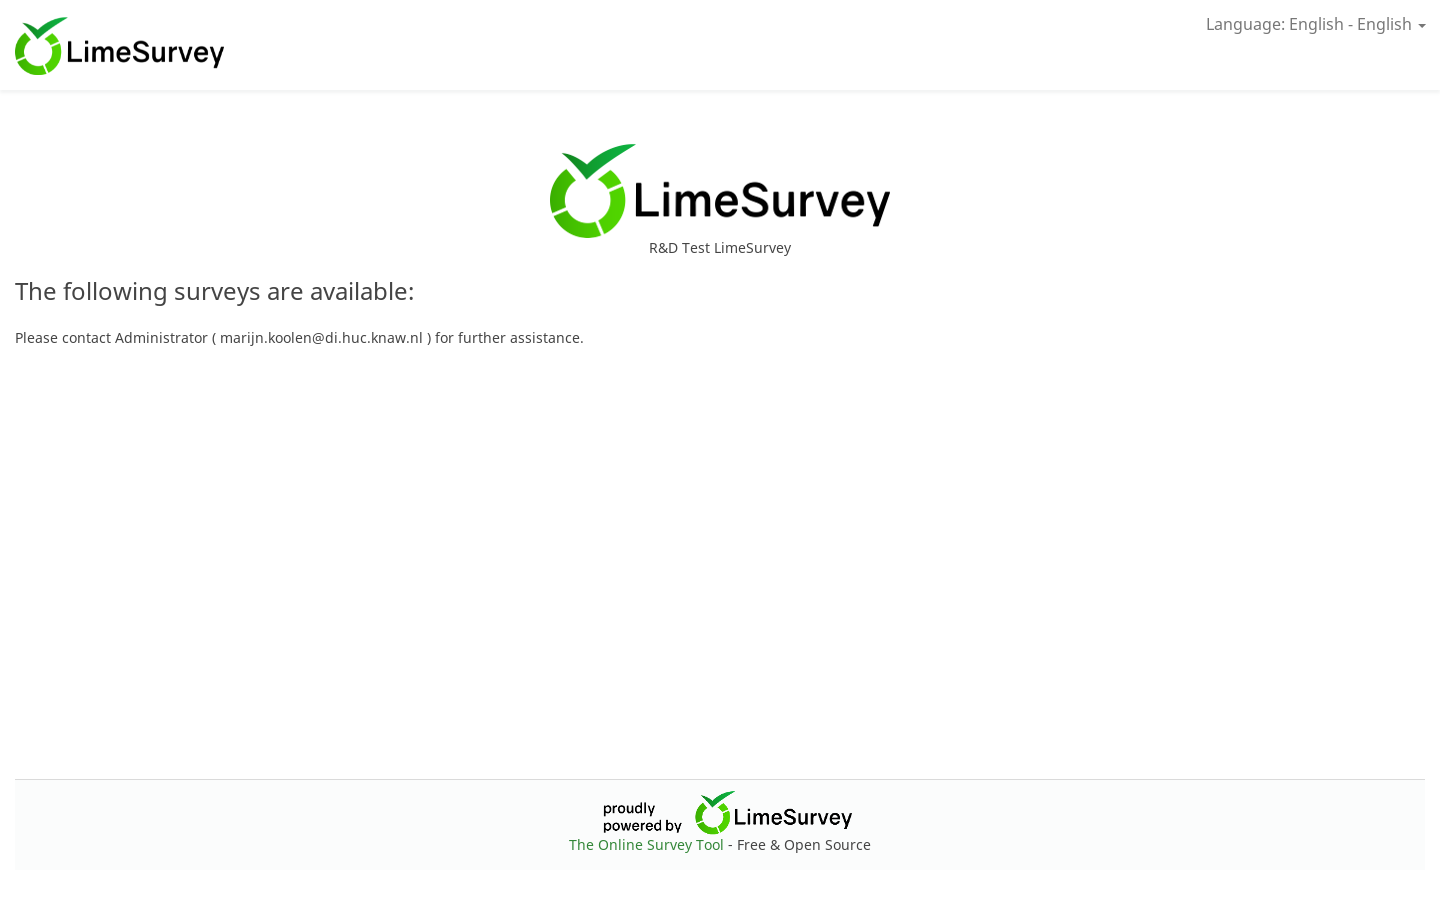 LimeSurvey
Language: English - English
LimeSurvey
R&D Test LimeSurvey
The following surveys are available:
Please contact Administrator ( marijn.koolen@di.huc.knaw.nl ) for further assistance.
proudly
powered by LimeSurvey
The Online Survey Tool - Free & Open Source